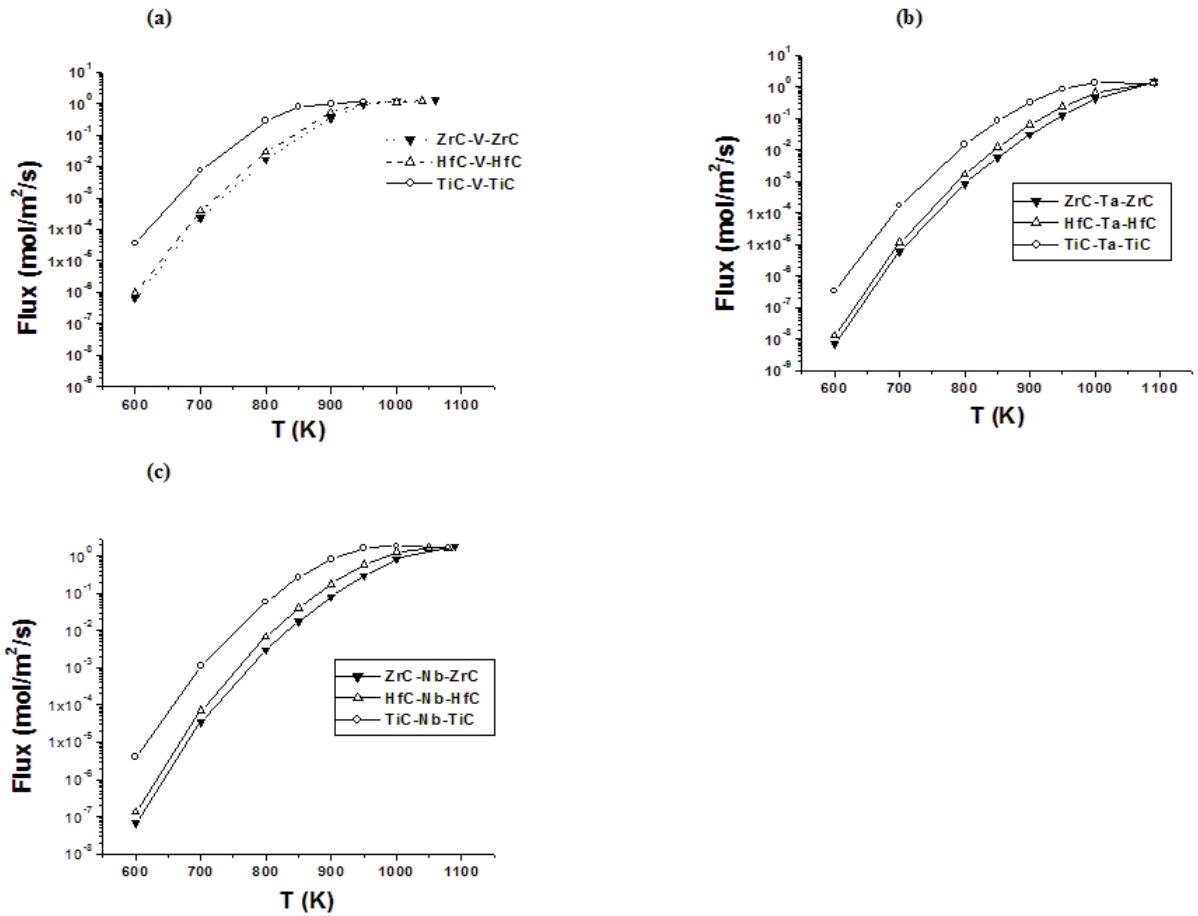 (a)
10^1
10^0
10^-1
10^-2
10^-3
1x10^-4
1x10^-5
10^-6
10^-7
10^-8
10^-9
Flux (mol/m^2/s)
600 700 800 900 1000 1100
T (K)
ZrC-V-ZrC
HfC-V-HfC
TiC-V-TiC
(b)
10^1
10^0
10^-1
10^-2
10^-3
1x10^-4
1x10^-5
10^-6
10^-7
10^-8
10^-9
Flux (mol/m^2/s)
600 700 800 900 1000 1100
T (K)
ZrC-Ta-ZrC
HfC-Ta-HfC
TiC-Ta-TiC
(c)
10^0
10^-1
10^-2
10^-3
10^-4
1x10^-5
10^-6
10^-7
10^-8
Flux (mol/m^2/s)
600 700 800 900 1000 1100
T (K)
ZrC-Nb-ZrC
HfC-Nb-HfC
TiC-Nb-TiC